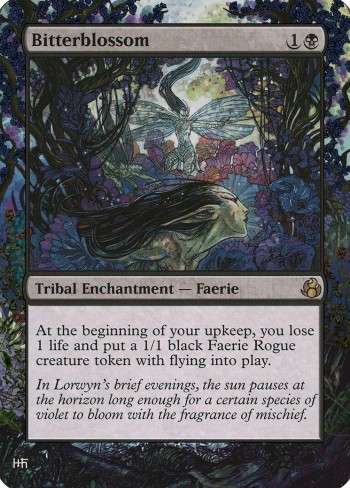 Bitterblossom 1
Tribal Enchantment — Faerie
At the beginning of your upkeep, you lose
1 life and put a 1/1 black Faerie Rogue
creature token with flying into play.
In Lorwyn's brief evenings, the sun pauses at
the horizon long enough for a certain species of
violet to bloom with the fragrance of mischief.